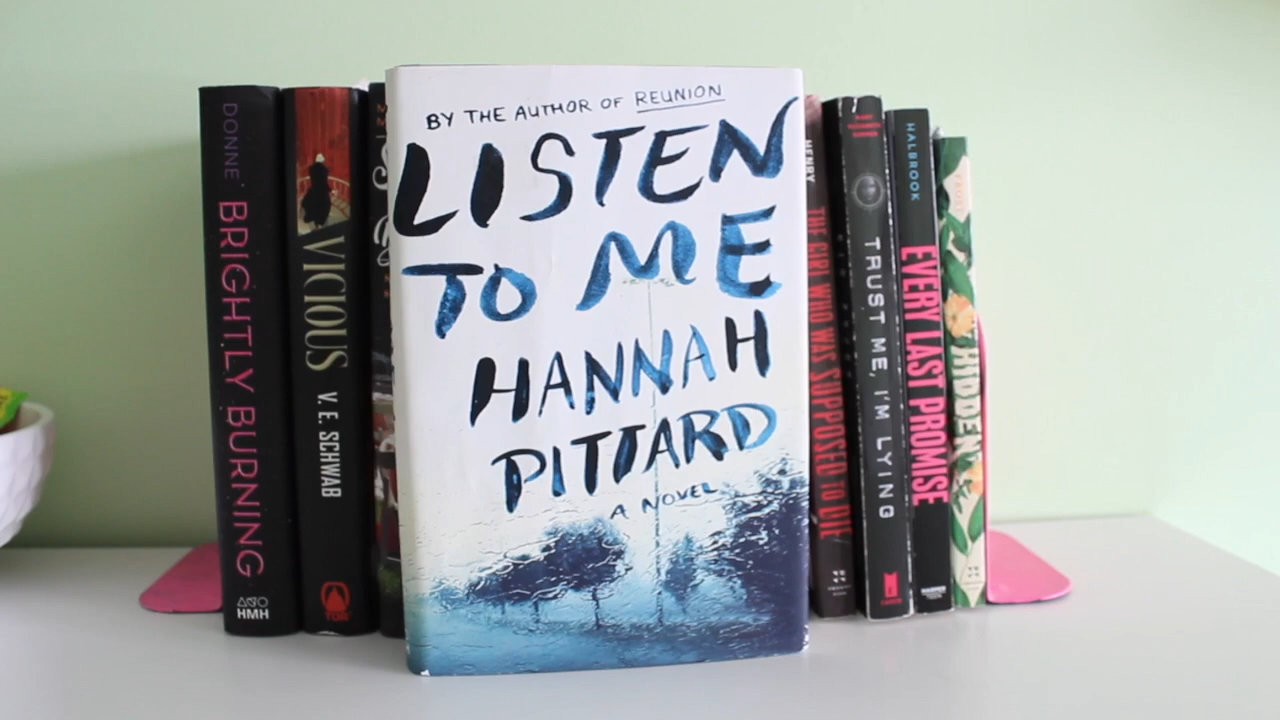 DONNE
BRIGHTLY BURNING
HMH
VICIOUS
V. E. SCHWAB
TOR
BY THE AUTHOR OF REUNION
LISTEN
TO ME
HANNAH
PITTARD
A NOVEL
HENRY
THE GIRL WHO WAS SUPPOSED TO DIE
TRUST ME, I'M LYING
HALBROOK
EVERY LAST PROMISE
FROST
HIDDEN